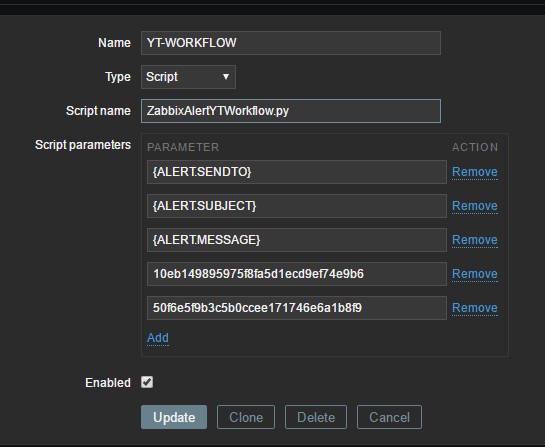 Name YT-WORKFLOW
Type Script
Script name ZabbixAlertYTWorkflow.py
Script parameters PARAMETER ACTION
{ALERT.SENDTO} Remove
{ALERT.SUBJECT} Remove
{ALERT.MESSAGE} Remove
10eb149895975f8fa5d1ecd9ef74e9b6 Remove
50f6e5f9b3c5b0ccee171746e6a1b8f9 Remove
Add
Enabled
Update Clone Delete Cancel